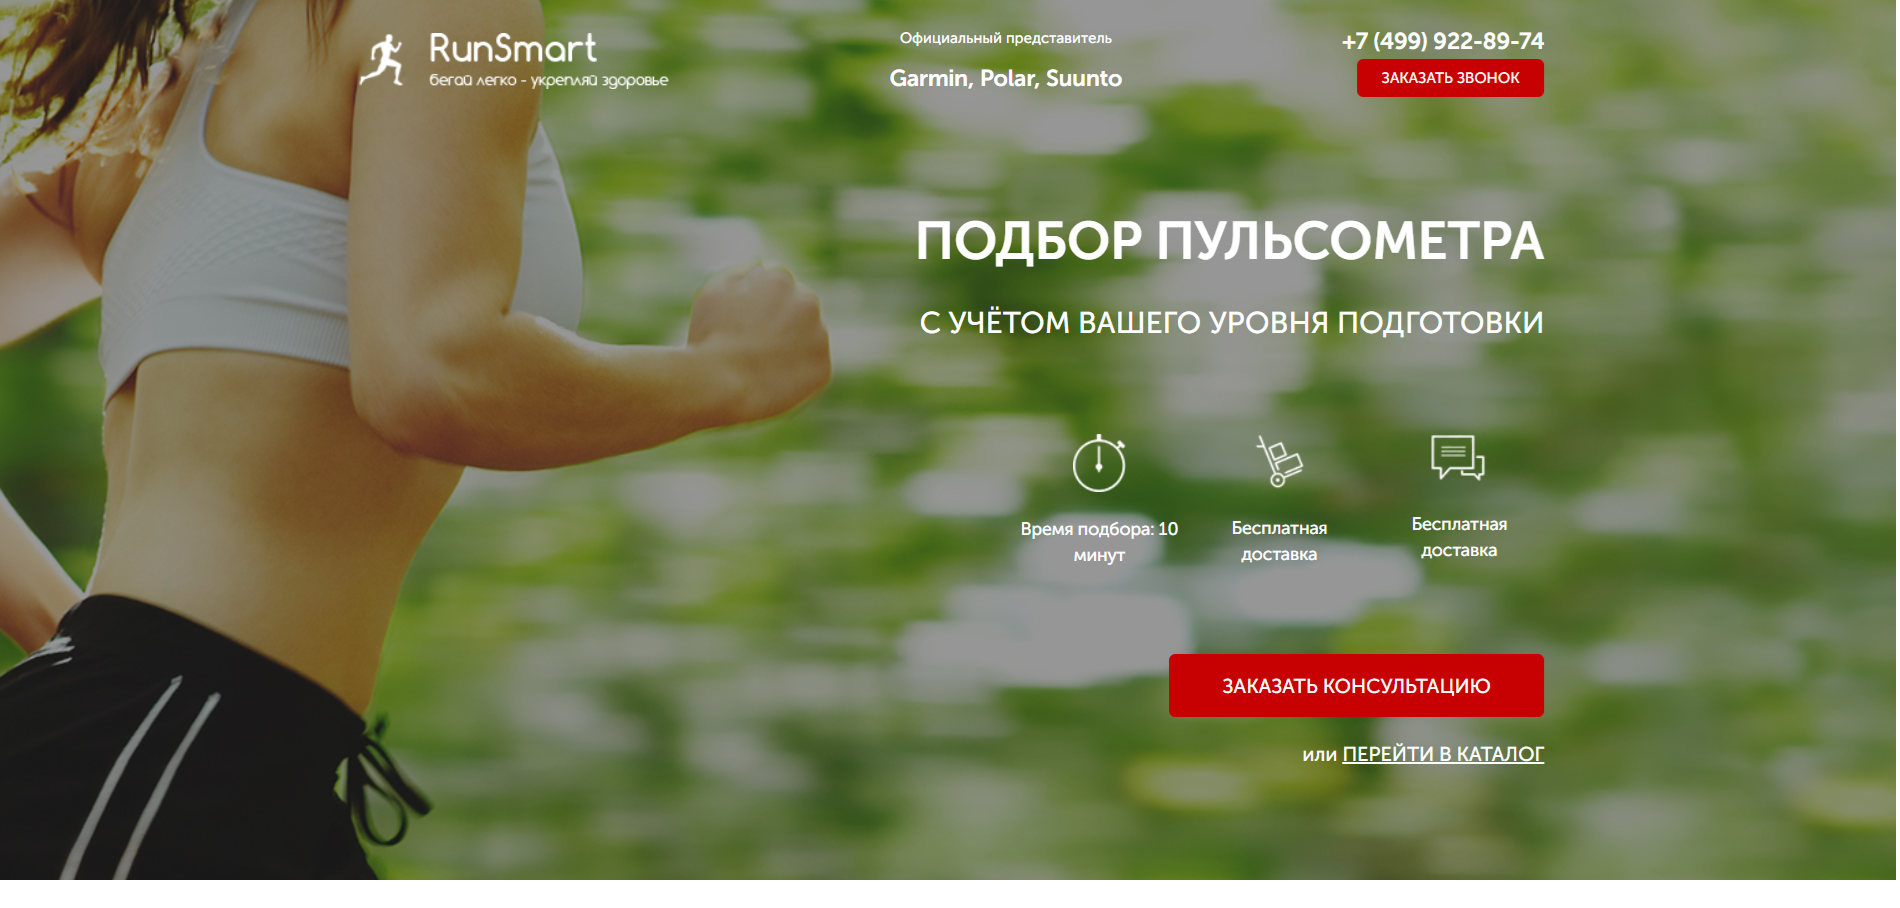 RunSmart
бегай легко - укрепляй здоровье
Официальный представитель
Garmin, Polar, Suunto
+7 (499) 922-89-74
ЗАКАЗАТЬ ЗВОНОК
ПОДБОР ПУЛЬСОМЕТРА
С УЧЁТОМ ВАШЕГО УРОВНЯ ПОДГОТОВКИ
Время подбора: 10
минут
Бесплатная
доставка
Бесплатная
доставка
ЗАКАЗАТЬ КОНСУЛЬТАЦИЮ
или ПЕРЕЙТИ В КАТАЛОГ